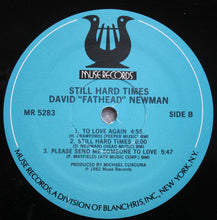 MUSE RECORDS
STILL HARD TIMES
DAVID "FATHEAD" NEWMAN
MR 5283
SIDE B
1. TO LOVE AGAIN 4:55
(H. CRAWFORD) (PEEPER MUSIC) BMI
2. STILL HARD TIMES 6:00
(D. NEWMAN) (HEAD MUSIC) BMI
3. PLEASE SEND ME SOMEONE TO LOVE 5:47
(P. MAYFIELD) (ATV MUSIC CORP.) BMI
PRODUCED BY MICHAEL CUSCUNA
℗ 1982 Muse Records
MUSE RECORDS, A DIVISION OF BLANCHRIS, INC., NEW YORK, N.Y.